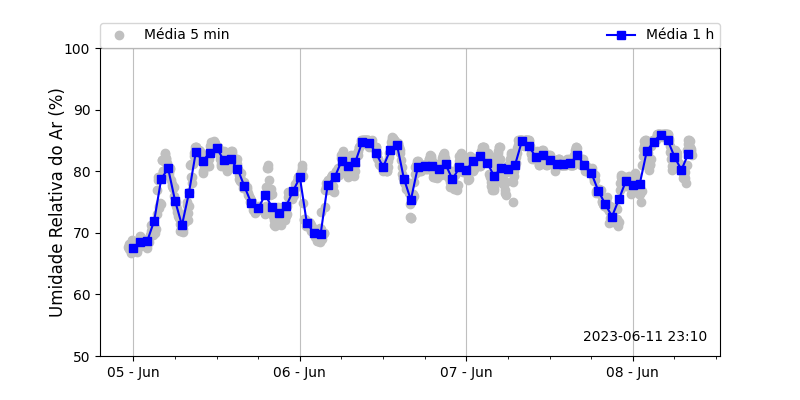 Média 5 min
Média 1 h
Umidade Relativa do Ar (%)
100
90
80
70
60
50
2023-06-11 23:10
05 - Jun
06 - Jun
07 - Jun
08 - Jun